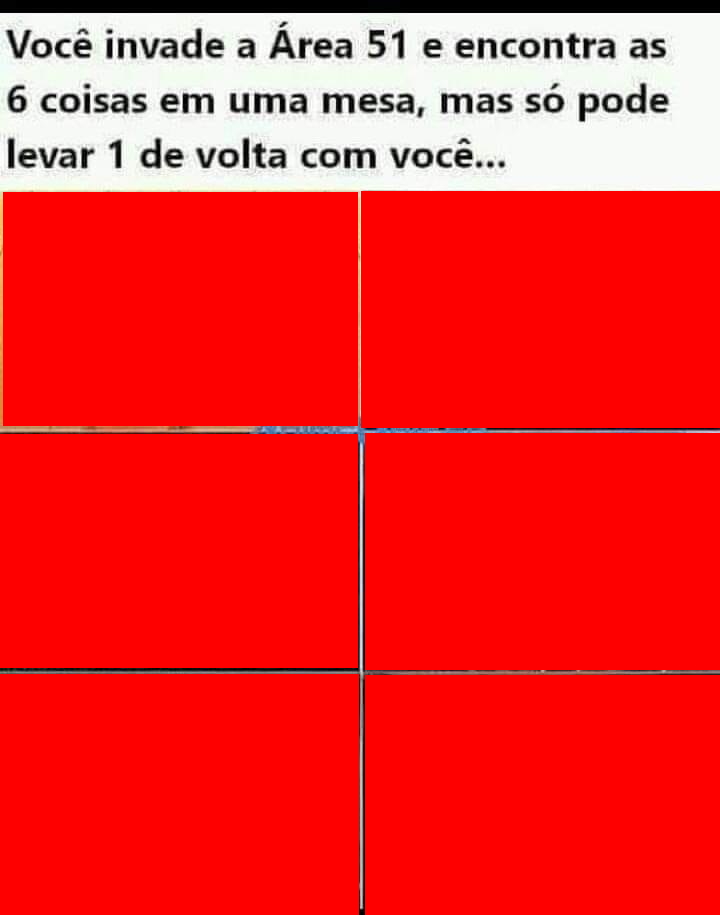 Você invade a Área 51 e encontra as
6 coisas em uma mesa, mas só pode
levar 1 de volta com você...